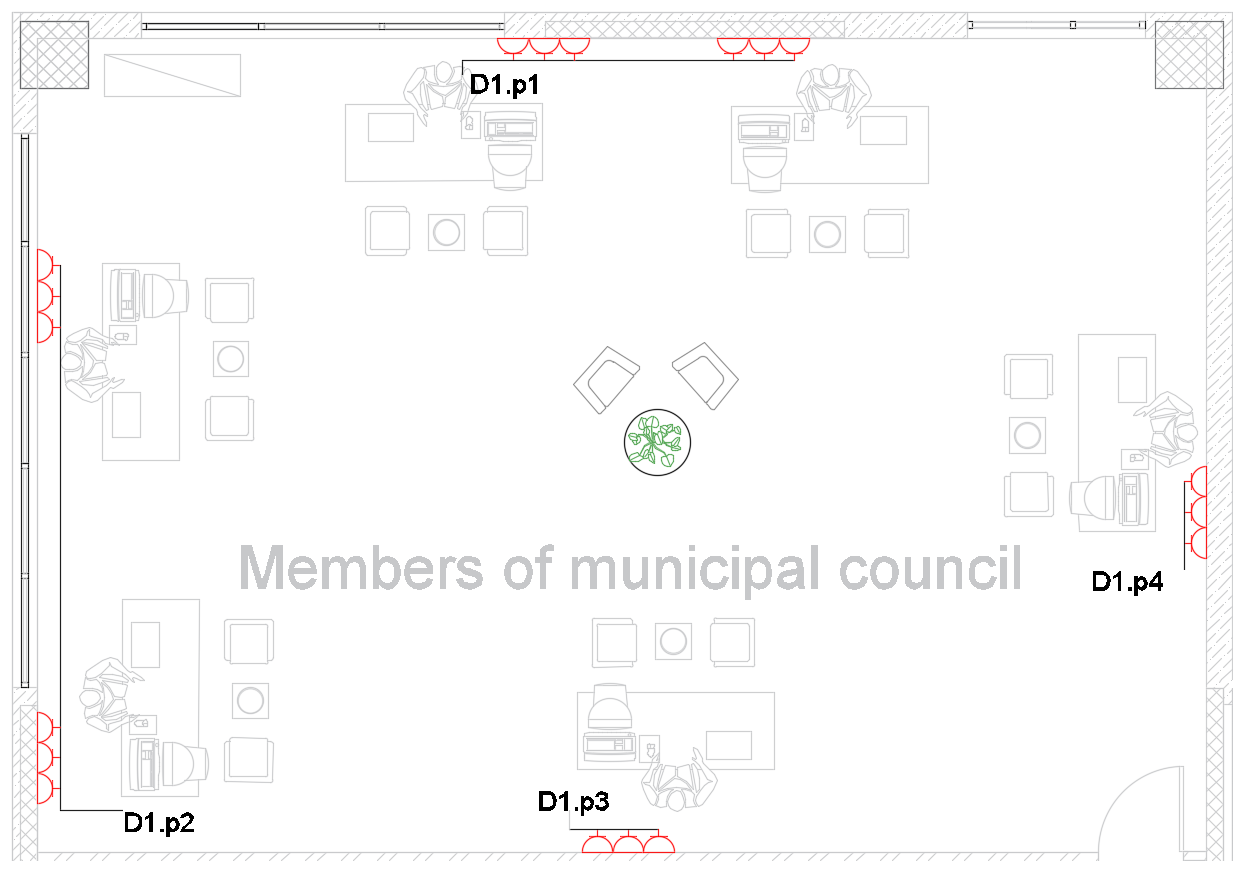 D1.p1
Members of municipal council
D1.p4
D1.p3
D1.p2